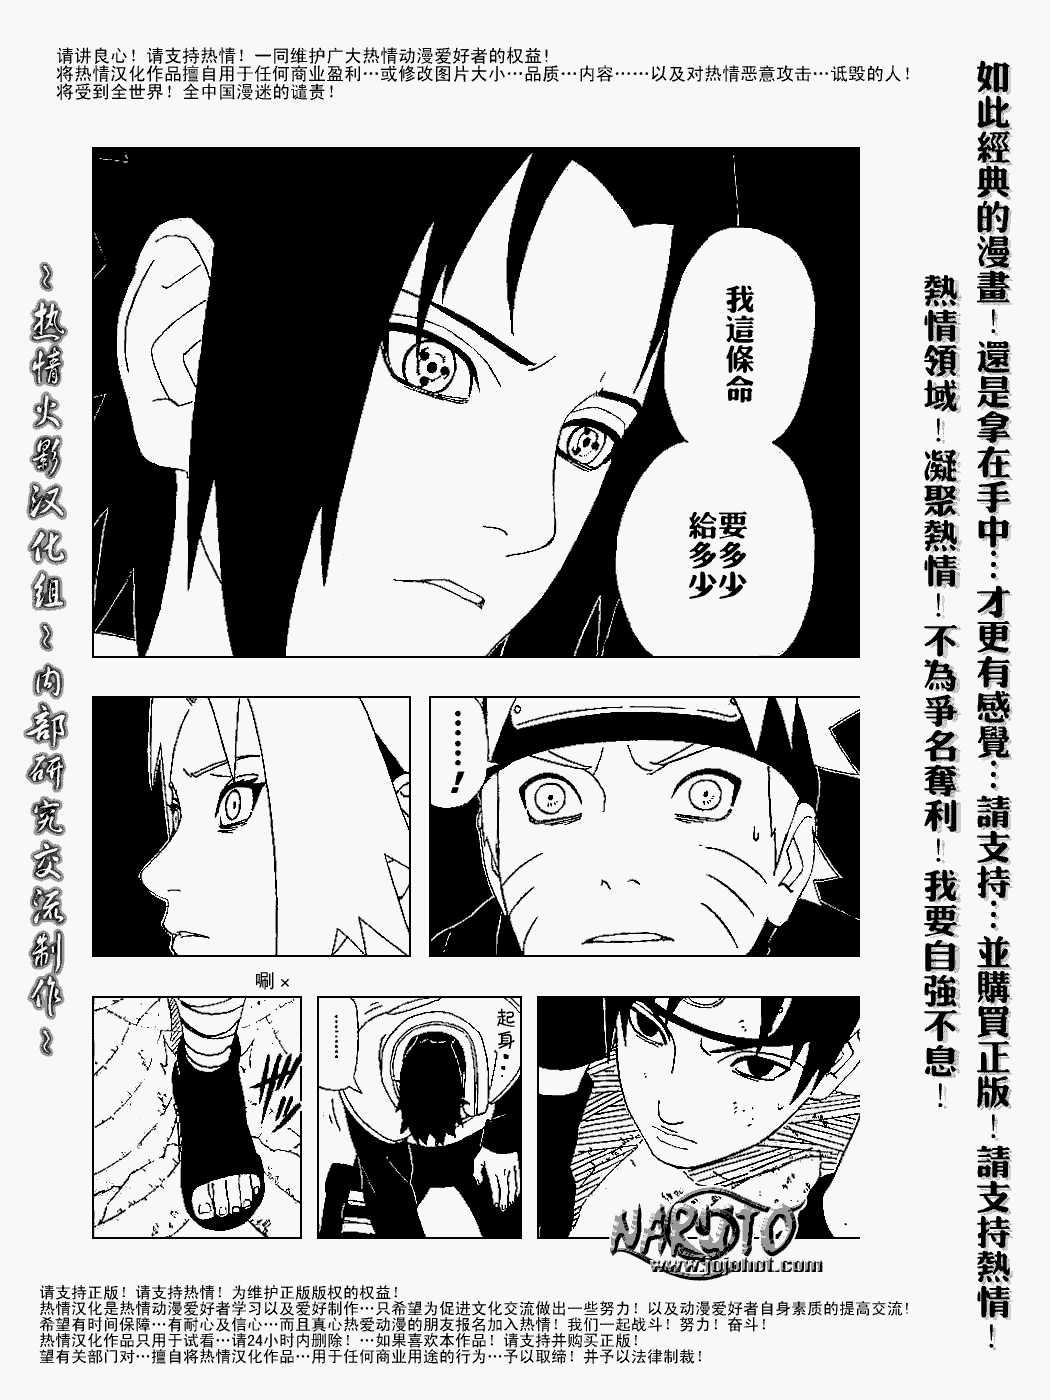 请讲良心！请支持热情！一同维护广大热情动漫爱好者的权益！
将热情汉化作品擅自用于任何商业盈利…或修改图片大小…品质…内容……以及对热情恶意攻击…诋毁的人！
将受到全世界！全中国漫迷的谴责！
如此經典的漫畫！還是拿在手中…才更有感覺…請支持…並購買正版！請支持熱情！
熱情領域！凝聚熱情！不為爭名奪利！我要自強不息！
~热情火影汉化组~内部研究交流制作~
我這條命
要多少
給多少
……！
唰×
起身…
………
NARUTO
www.jojohot.com
请支持正版！请支持热情！为维护正版版权的权益！
热情汉化是热情动漫爱好者学习以及爱好制作…只希望为促进文化交流做出一些努力！以及动漫爱好者自身素质的提高交流！
希望有时间保障…有耐心及信心…而且真心热爱动漫的朋友报名加入热情！我们一起战斗！努力！奋斗！
热情汉化作品只用于试看…请24小时内删除！…如果喜欢本作品！请支持并购买正版！
望有关部门对…擅自将热情汉化作品…用于任何商业用途的行为…予以取缔！并予以法律制裁！